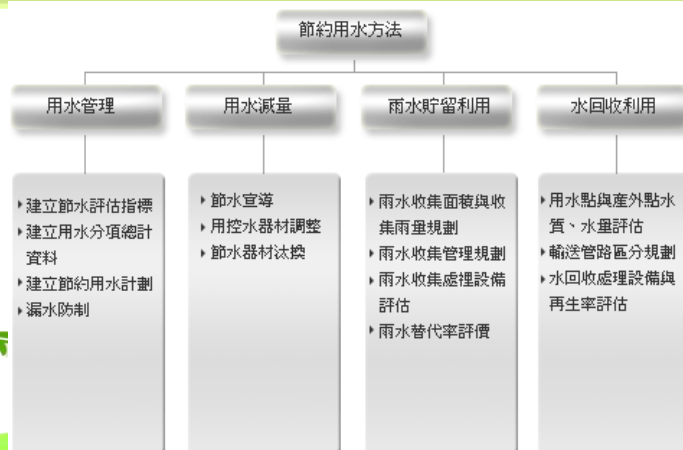 節約用水方法
用水管理
用水減量
雨水貯留利用
水回收利用
建立節水評估指標
建立用水分項總計
資料
建立節約用水計劃
漏水防制
節水宣導
用控水器材調整
節水器材汰換
雨水收集面積與收
集雨量規劃
雨水收集管理規劃
雨水收集處裡設備
評估
雨水替代率評價
用水點與產外點水
質、水量評估
輸送管路區分規劃
水回收處理設備與
再生率評估